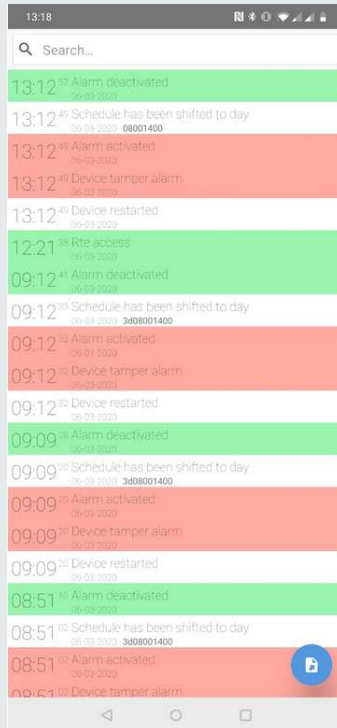 13:18
Search...
13:12 57 Alarm deactivated
06-03-2020
13:12 49 Schedule has been shifted to day
06-03-2020 08001400
13:12 49 Alarm activated
06-03-2020
13:12 49 Device tamper alarm
06-03-2020
13:12 49 Device restarted
06-03-2020
12:21 38 Rte access
06-03-2020
09:12 41 Alarm deactivated
06-03-2020
09:12 33 Schedule has been shifted to day
06-03-2020 3d08001400
09:12 32 Alarm activated
06-03-2020
09:12 32 Device tamper alarm
06-03-2020
09:12 32 Device restarted
06-03-2020
09:09 28 Alarm deactivated
06-03-2020
09:09 20 Schedule has been shifted to day
06-03-2020 3d08001400
09:09 20 Alarm activated
06-03-2020
09:09 20 Device tamper alarm
06-03-2020
09:09 20 Device restarted
06-03-2020
08:51 10 Alarm deactivated
06-03-2020
08:51 02 Schedule has been shifted to day
06-03-2020 3d08001400
08:51 02 Alarm activated
06-03-2020
08:51 02 Device tamper alarm